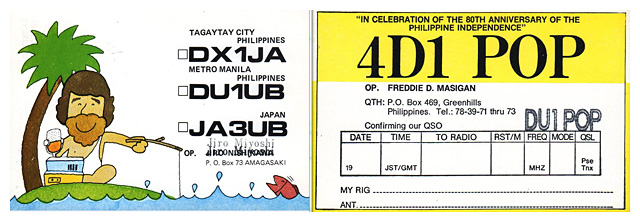 TAGAYTAY CITY
PHILIPPINES
DX1JA
METRO MANILA
PHILIPPINES
DU1UB
JAPAN
JA3UB
Jiro Miyoshi
OP.
P. O. Box 73 AMAGASAKI
"IN CELEBRATION OF THE 80TH ANNIVERSARY OF THE
PHILIPPINE INDEPENDENCE"
4D1 POP
OP. FREDDIE D. MASIGAN
QTH: P.O. Box 469, Greenhills
Philippines. Tel.: 78-39-71 thru 73
DU1POP
Confirming our QSO
DATE TIME TO RADIO RST/M FREQ MODE QSL
19 JST/GMT MHZ Pse
Tnx
MY RIG
ANT.